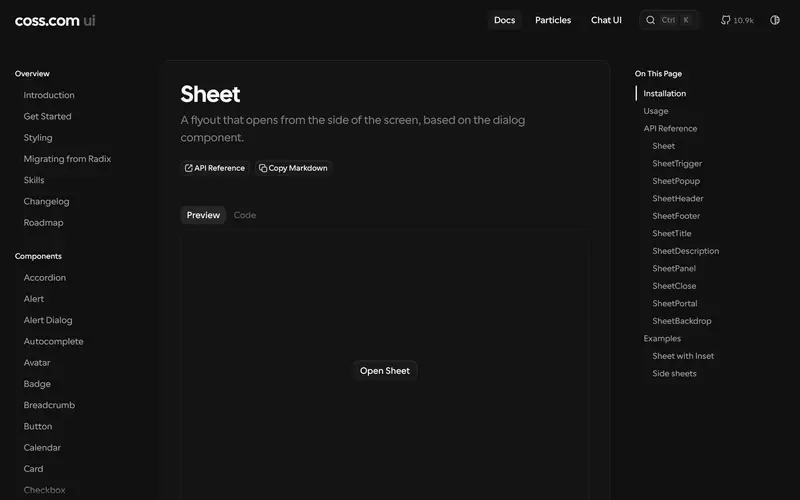 coss.com ui
Docs
Particles
Chat UI
Ctrl K
10.9k
Overview
Introduction
Get Started
Styling
Migrating from Radix
Skills
Changelog
Roadmap
Components
Accordion
Alert
Alert Dialog
Autocomplete
Avatar
Badge
Breadcrumb
Button
Calendar
Card
Checkbox
Sheet
A flyout that opens from the side of the screen, based on the dialog
component.
API Reference
Copy Markdown
Preview
Code
Open Sheet
On This Page
Installation
Usage
API Reference
Sheet
SheetTrigger
SheetPopup
SheetHeader
SheetFooter
SheetTitle
SheetDescription
SheetPanel
SheetClose
SheetPortal
SheetBackdrop
Examples
Sheet with Inset
Side sheets